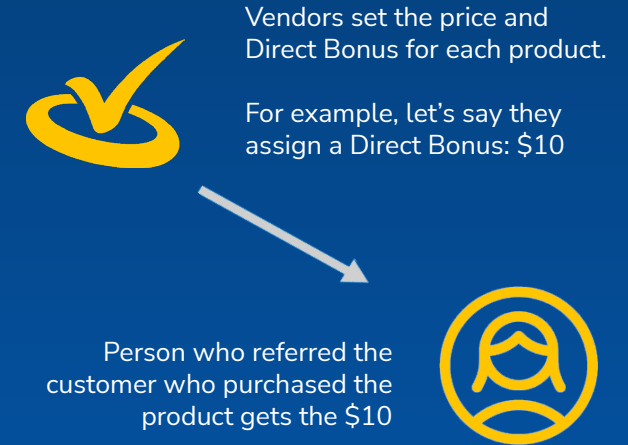 Vendors set the price and
Direct Bonus for each product.
For example, let’s say they
assign a Direct Bonus: $10
Person who referred the
customer who purchased the
product gets the $10